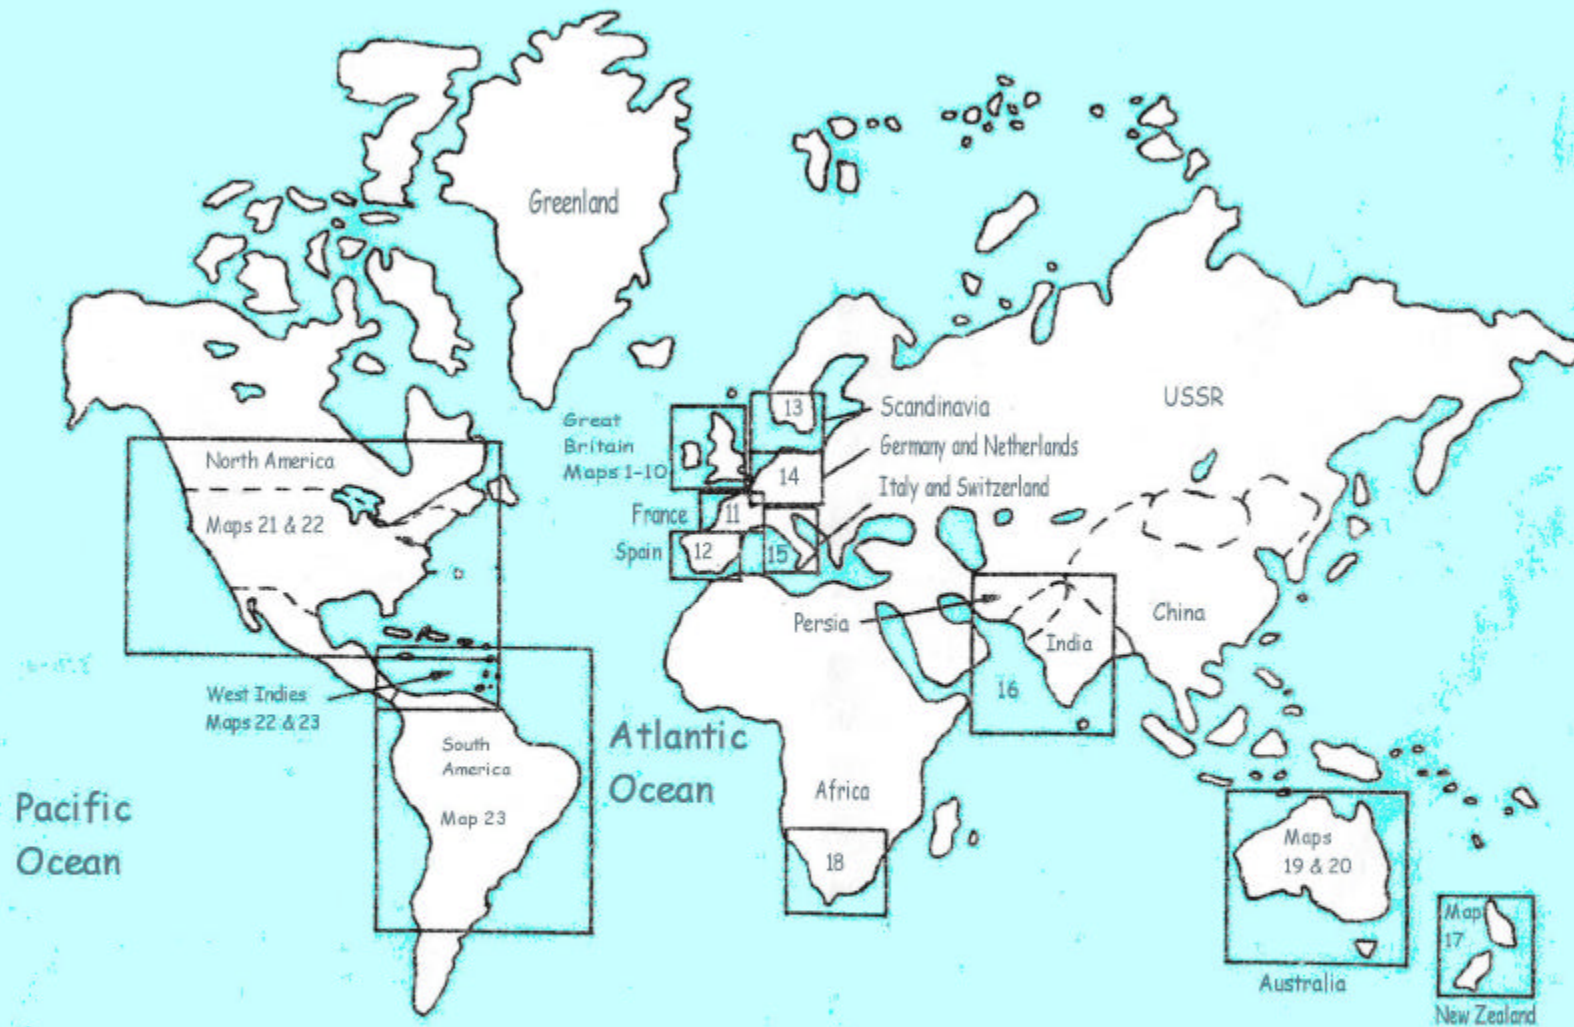 Greenland
Great
Britain
Maps 1-10
13
Scandinavia
USSR
Germany and Netherlands
14
Italy and Switzerland
North America
Maps 21 & 22
France
11
Spain
12
15
Persia
India
China
16
West Indies
Maps 22 & 23
South
America
Map 23
Atlantic
Ocean
Pacific
Ocean
Africa
18
Maps
19 & 20
Australia
Map
17
New Zealand